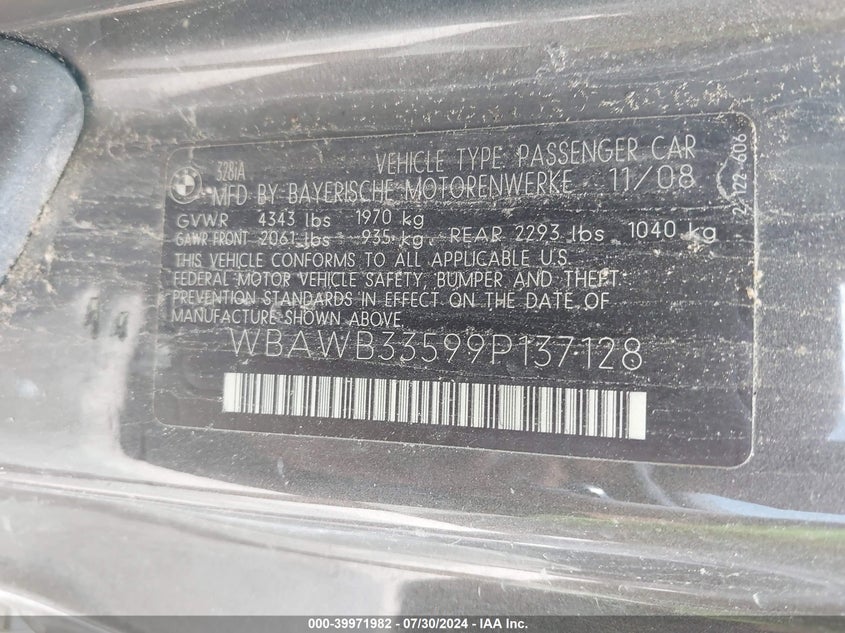 328iA VEHICLE TYPE: PASSENGER CAR
MFD BY BAYERISCHE MOTORENWERKE 11/08
GVWR 4343 lbs 1970 kg
GAWR FRONT 2061 lbs 935 kg, REAR 2293 lbs 1040 kg
THIS VEHICLE CONFORMS TO ALL APPLICABLE U.S.
FEDERAL MOTOR VEHICLE SAFETY, BUMPER AND THEFT
PREVENTION STANDARDS IN EFFECT ON THE DATE OF
MANUFACTURE SHOWN ABOVE.
WBAWB33599P137128
000-39971982 / 07/30/2024 - IAA Inc.